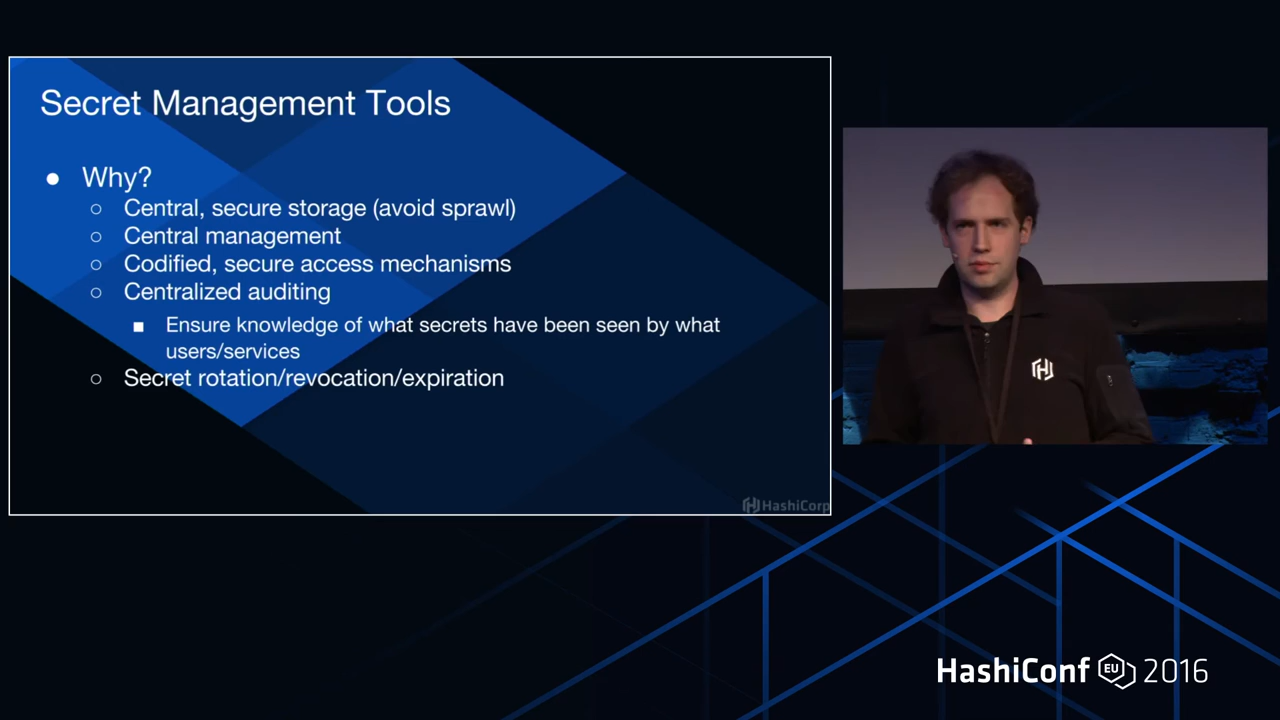 Secret Management Tools
● Why?
○ Central, secure storage (avoid sprawl)
○ Central management
○ Codified, secure access mechanisms
○ Centralized auditing
■ Ensure knowledge of what secrets have been seen by what
users/services
○ Secret rotation/revocation/expiration
HashiCorp
HashiConf EU 2016